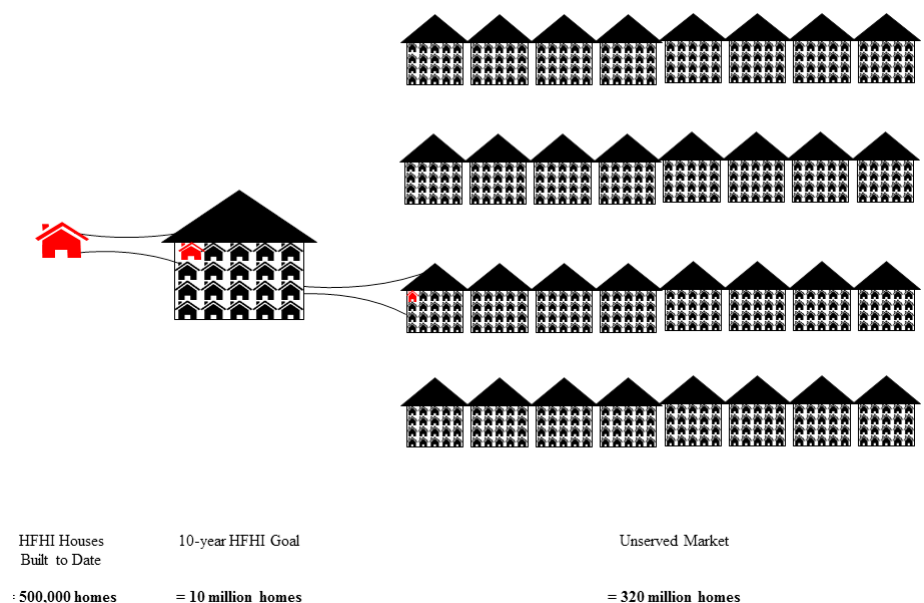 HFHI Houses
Built to Date
= 500,000 homes
10-year HFHI Goal
= 10 million homes
Unserved Market
= 320 million homes